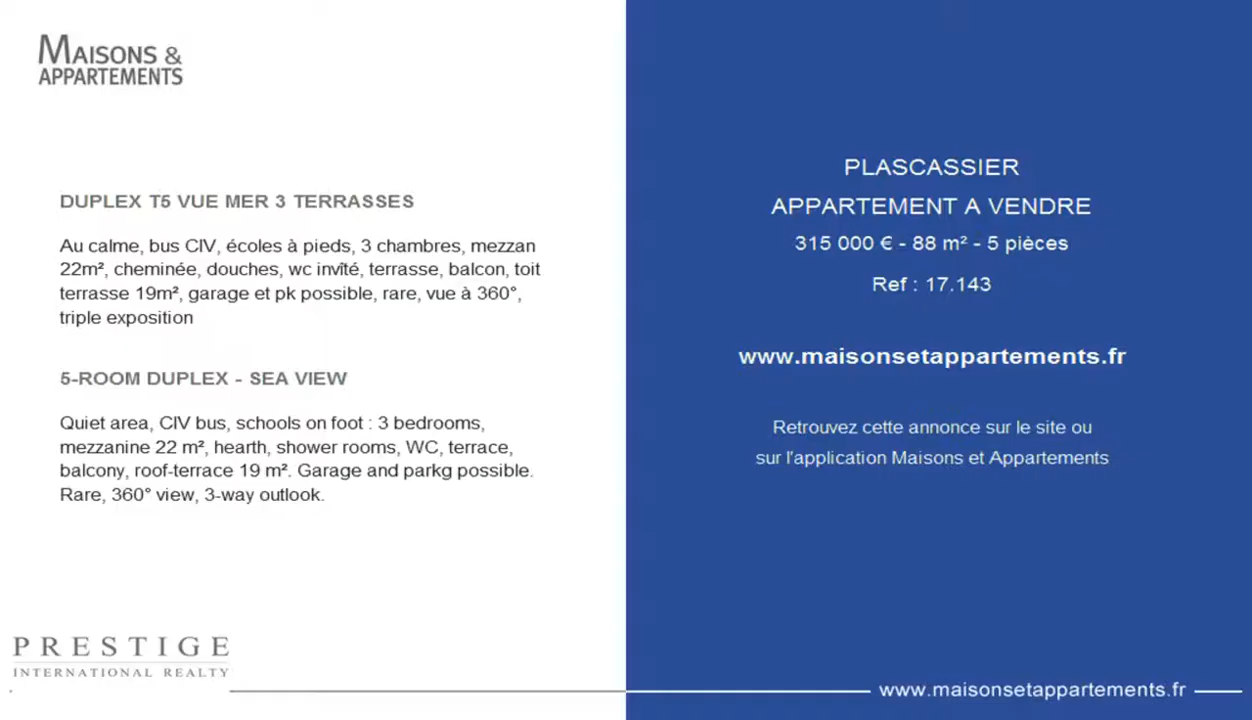 MAISONS &
APPARTEMENTS
DUPLEX T5 VUE MER 3 TERRASSES
Au calme, bus CIV, écoles à pieds, 3 chambres, mezzan
22m², cheminée, douches, wc invîté, terrasse, balcon, toit
terrasse 19m², garage et pk possible, rare, vue à 360°,
triple exposition
5-ROOM DUPLEX - SEA VIEW
Quiet area, CIV bus, schools on foot : 3 bedrooms,
mezzanine 22 m², hearth, shower rooms, WC, terrace,
balcony, roof-terrace 19 m². Garage and parkg possible.
Rare, 360° view, 3-way outlook.
PRESTIGE
INTERNATIONAL REALTY
PLASCASSIER
APPARTEMENT A VENDRE
315 000 € - 88 m² - 5 pièces
Ref : 17.143
www.maisonsetappartements.fr
Retrouvez cette annonce sur le site ou
sur l'application Maisons et Appartements
www.maisonsetappartements.fr